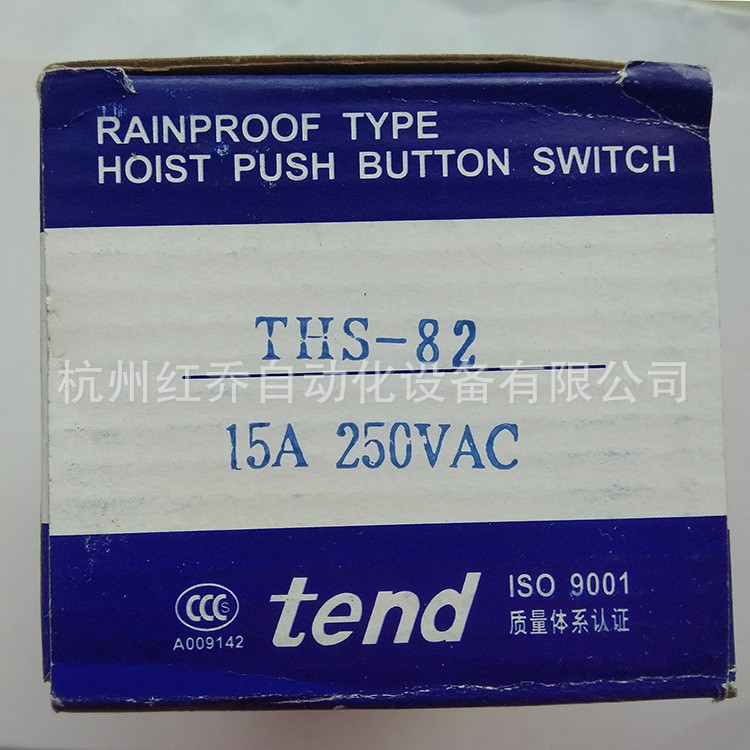 RAINPROOF TYPE
HOIST PUSH BUTTON SWITCH
THS-82
杭州红乔自动化设备有限公司
15A 250VAC
CCC S
A009142
tend
ISO 9001
质量体系认证